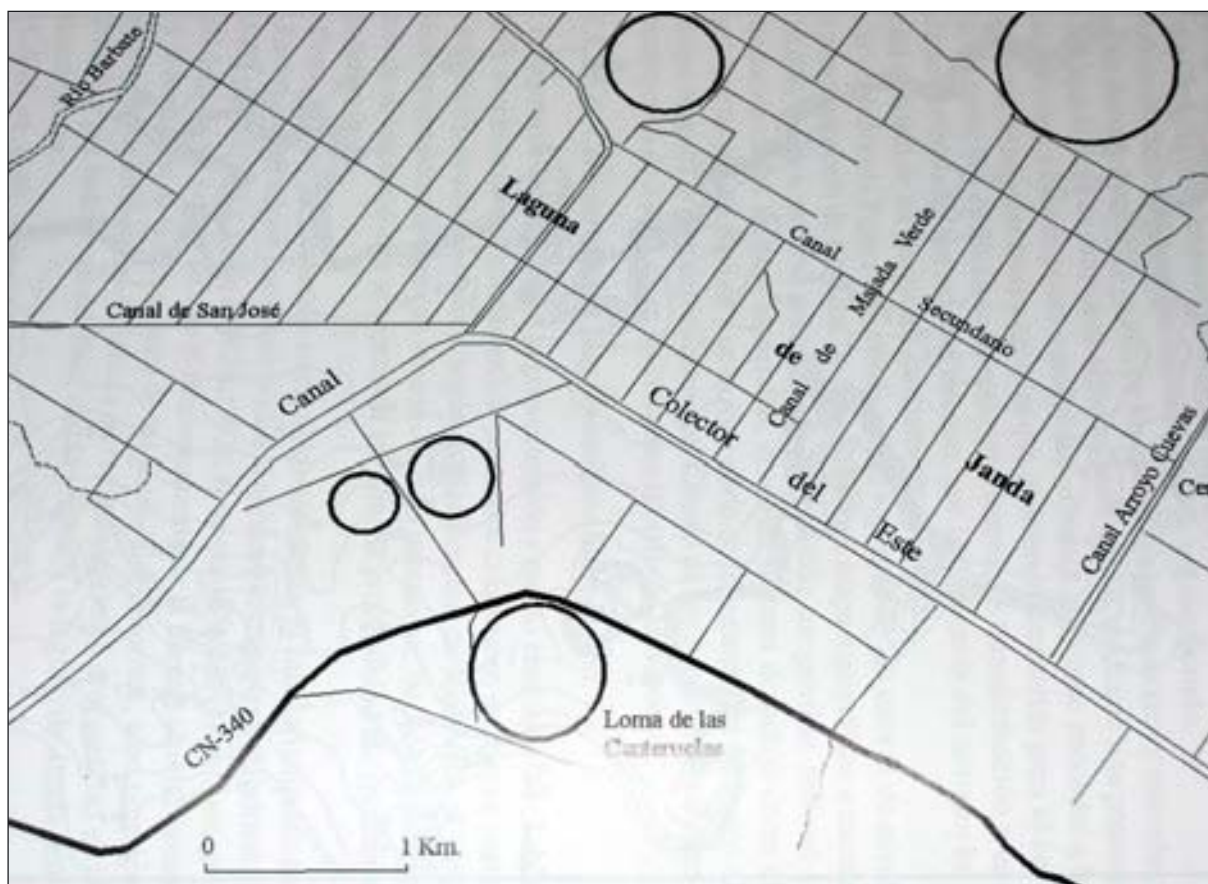 Río Barbate
Laguna
Canal
Majada Verde
Secundario
Canal de San José
de
de
Canal
Canal
Colector
Janda
Canal Arroyo Cuevas
Ce
del
Este
CN-340
Loma de las
0 1 Km.